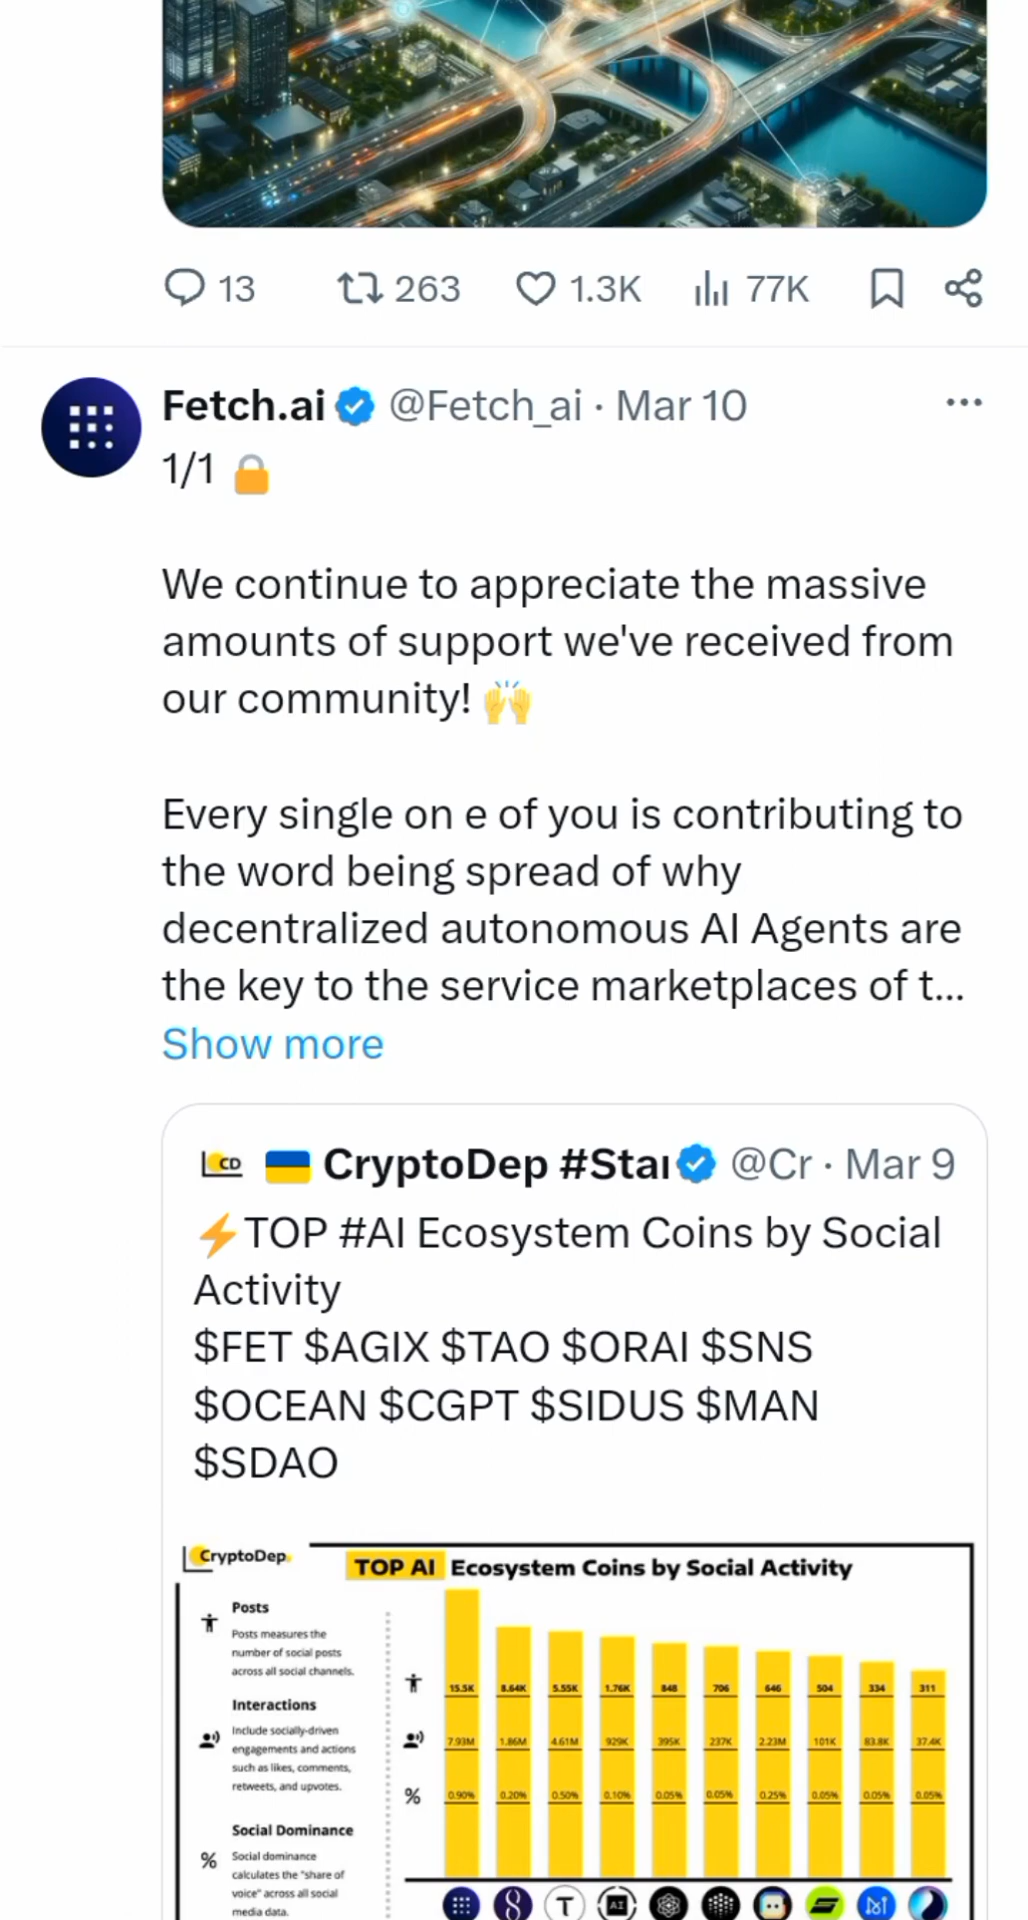 13 263 1.3K 77K
Fetch.ai @Fetch_ai · Mar 10
1/1 🔒
We continue to appreciate the massive
amounts of support we've received from
our community! 🙌
Every single on e of you is contributing to
the word being spread of why
decentralized autonomous AI Agents are
the key to the service marketplaces of t...
Show more
CD 🇺🇦 CryptoDep #Sta @Cr · Mar 9
⚡TOP #AI Ecosystem Coins by Social
Activity
$FET $AGIX $TAO $ORAI $SNS
$OCEAN $CGPT $SIDUS $MAN
$SDAO
CryptoDep.
TOP AI Ecosystem Coins by Social Activity
Posts
Posts measures the
number of social posts
across all social channels.
Interactions
Include socially-driven
engagements and actions
such as likes, comments,
retweets, and upvotes.
% Social Dominance
Social dominance
calculates the "share of
voice" across all social
media data.
15.5K 8.64K 5.55K 1.76K 848 706 646 504 334 311
7.93M 1.86M 4.61M 929K 395K 237K 2.23M 101K 83.8K 37.4K
% 0.90% 0.20% 0.50% 0.10% 0.05% 0.05% 0.25% 0.05% 0.05% 0.05%
T AI